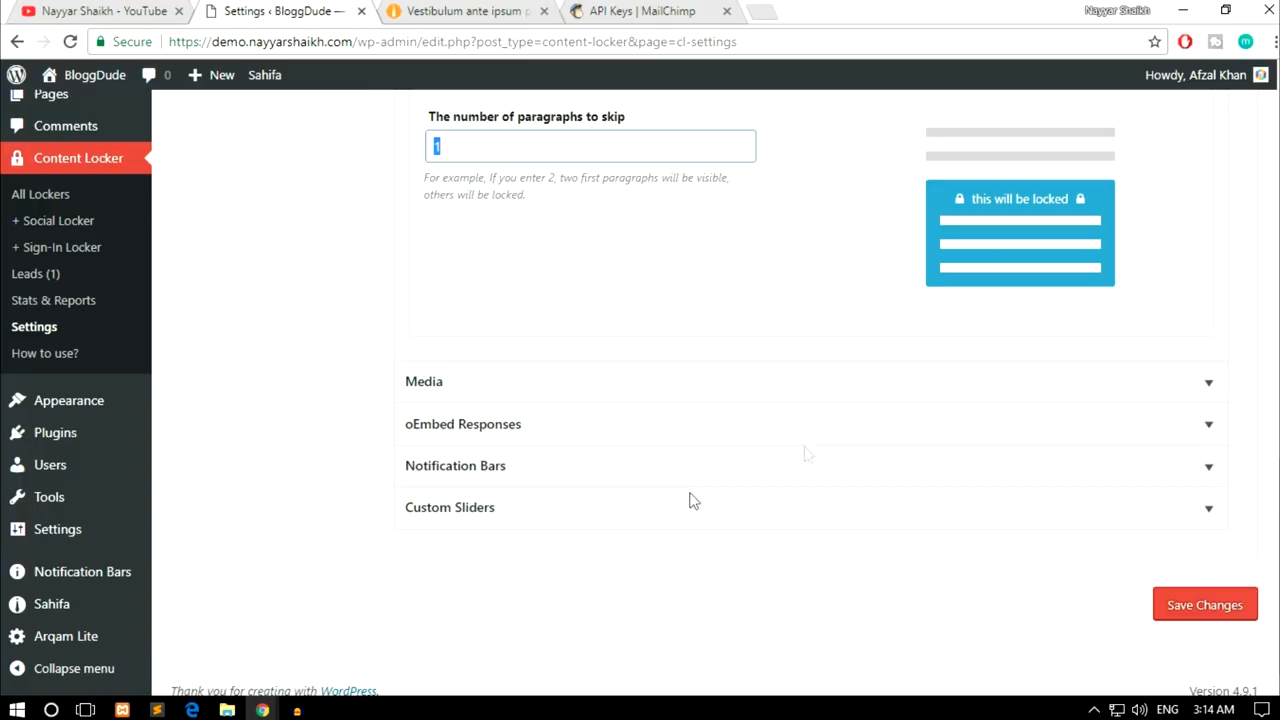 Nayyar Shaikh - YouTube
Settings ‹ BloggDude —
Vestibulum ante ipsum p
API Keys | MailChimp
Nayyar Shaikh
Secure
https://demo.nayyarshaikh.com/wp-admin/edit.php?post_type=content-locker&page=cl-settings
BloggDude
0
New
Sahifa
Howdy, Afzal Khan
Pages
Comments
Content Locker
All Lockers
+ Social Locker
+ Sign-In Locker
Leads (1)
Stats & Reports
Settings
How to use?
Appearance
Plugins
Users
Tools
Settings
Notification Bars
Sahifa
Arqam Lite
Collapse menu
The number of paragraphs to skip
1
For example, If you enter 2, two first paragraphs will be visible,
others will be locked.
this will be locked
Media
oEmbed Responses
Notification Bars
Custom Sliders
Save Changes
Thank you for creating with WordPress.
Version 4.9.1
ENG
3:14 AM